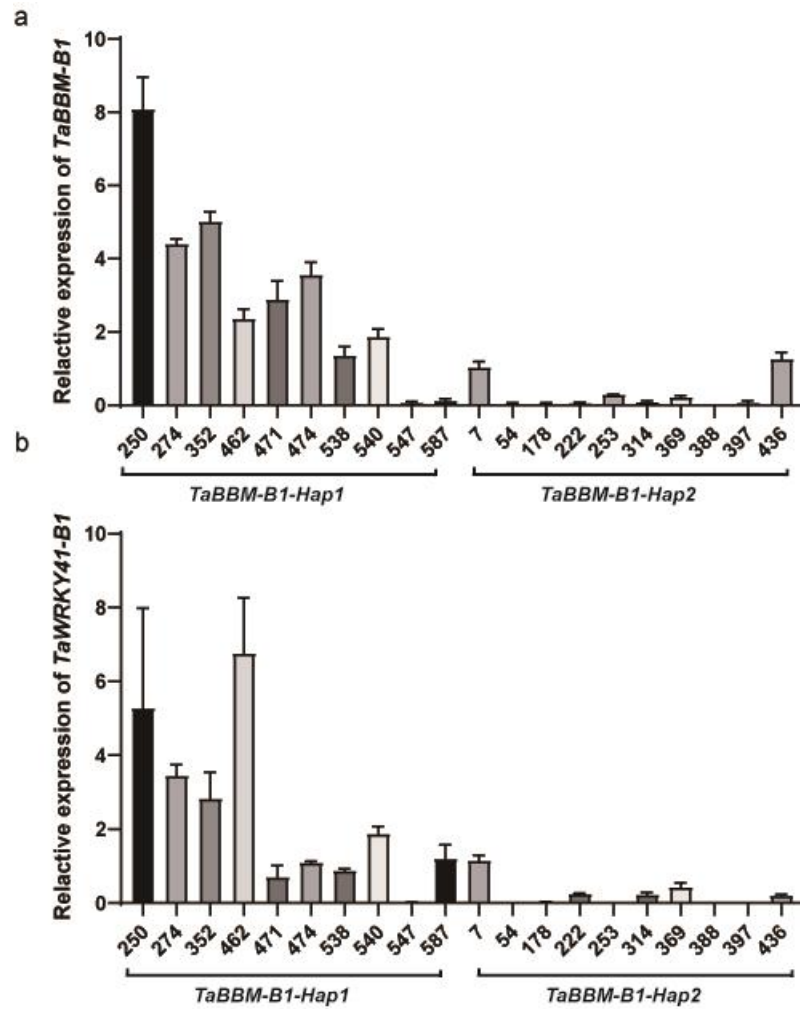 a
Relactive expression of TaBBM-B1
10
8
6
4
2
0
250 274 352 462 471 474 538 540 547 587 7 54 178 222 253 314 369 388 397 436
TaBBM-B1-Hap1 TaBBM-B1-Hap2
b
Relactive expression of TaWRKY41-B1
10
8
6
4
2
0
250 274 352 462 471 474 538 540 547 587 7 54 178 222 253 314 369 388 397 436
TaBBM-B1-Hap1 TaBBM-B1-Hap2